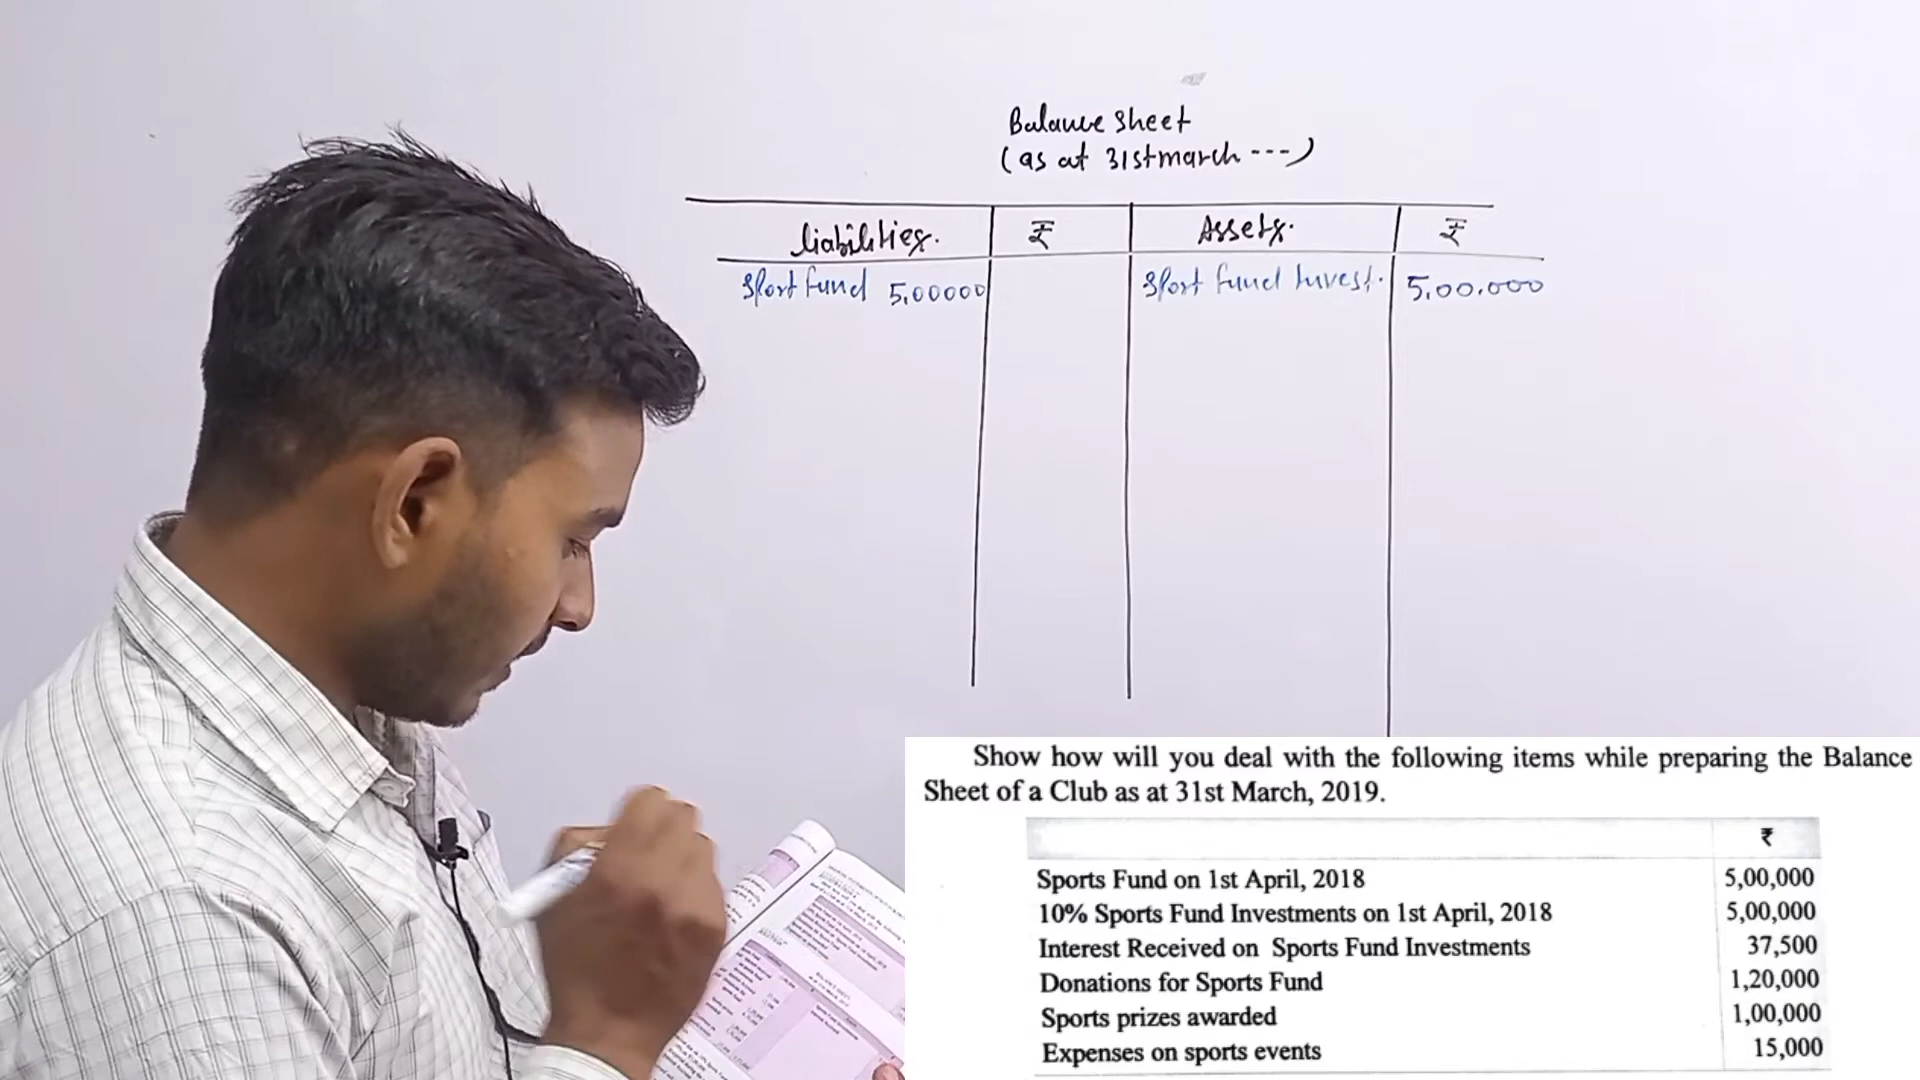 Balance Sheet
(as at 31st march ---)
Liabilities. ₹ Assets. ₹
Sport fund 5,00000 Sport fund Invest. 5,00,000
Show how will you deal with the following items while preparing the Balance
Sheet of a Club as at 31st March, 2019.
₹
Sports Fund on 1st April, 2018 5,00,000
10% Sports Fund Investments on 1st April, 2018 5,00,000
Interest Received on Sports Fund Investments 37,500
Donations for Sports Fund 1,20,000
Sports prizes awarded 1,00,000
Expenses on sports events 15,000